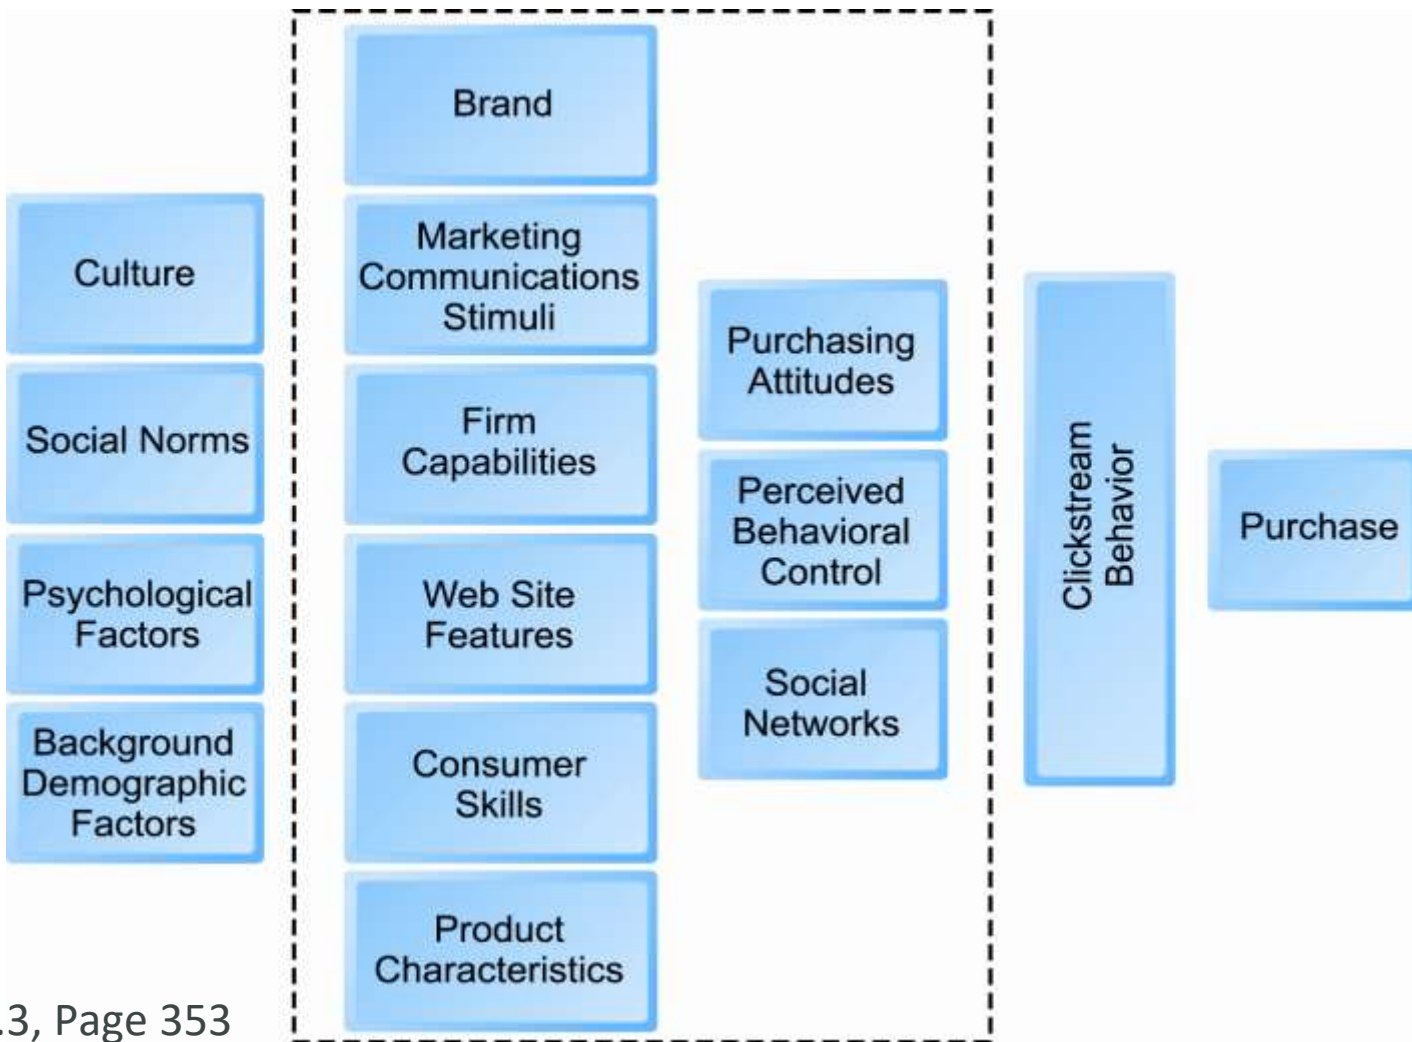 Culture
Social Norms
Psychological
Factors
Background
Demographic
Factors
Brand
Marketing
Communications
Stimuli
Firm
Capabilities
Web Site
Features
Consumer
Skills
Product
Characteristics
Purchasing
Attitudes
Perceived
Behavioral
Control
Social
Networks
Clickstream
Behavior
Purchase
.3, Page 353